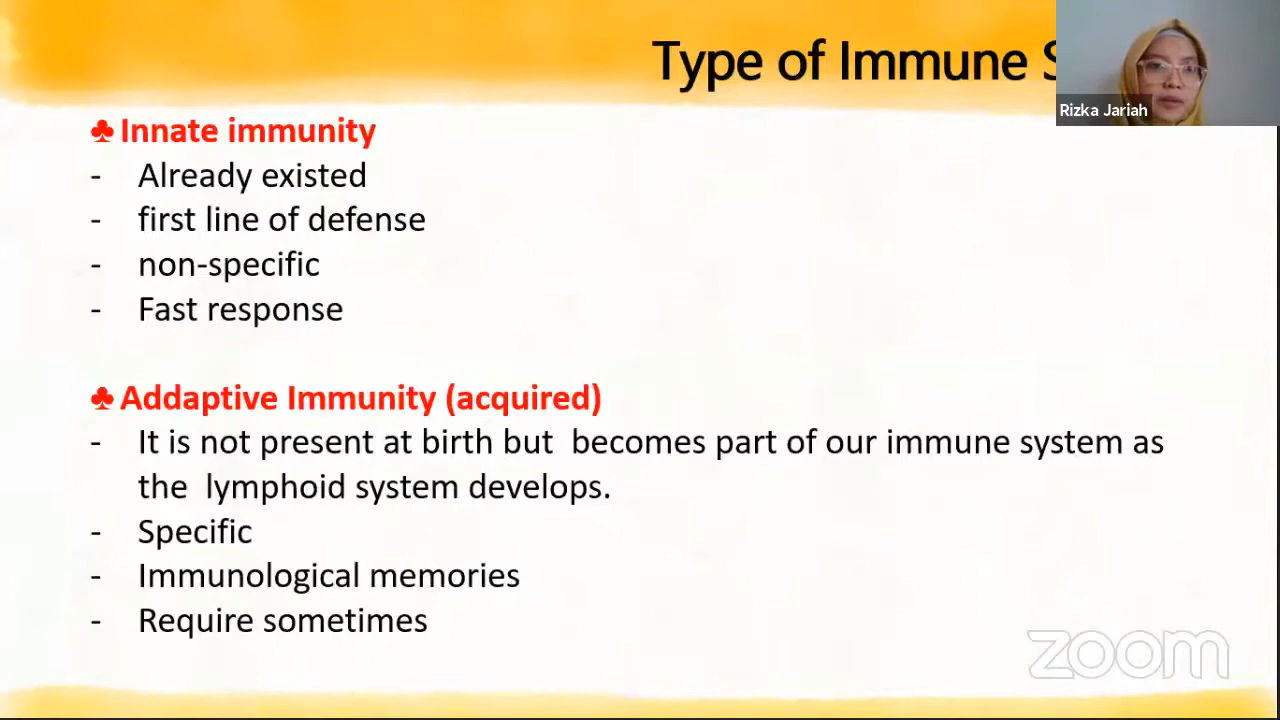 Type of Immune
Rizka Jariah
♣ Innate immunity
- Already existed
- first line of defense
- non-specific
- Fast response
♣ Addaptive Immunity (acquired)
- It is not present at birth but becomes part of our immune system as
the lymphoid system develops.
- Specific
- Immunological memories
- Require sometimes
zoom